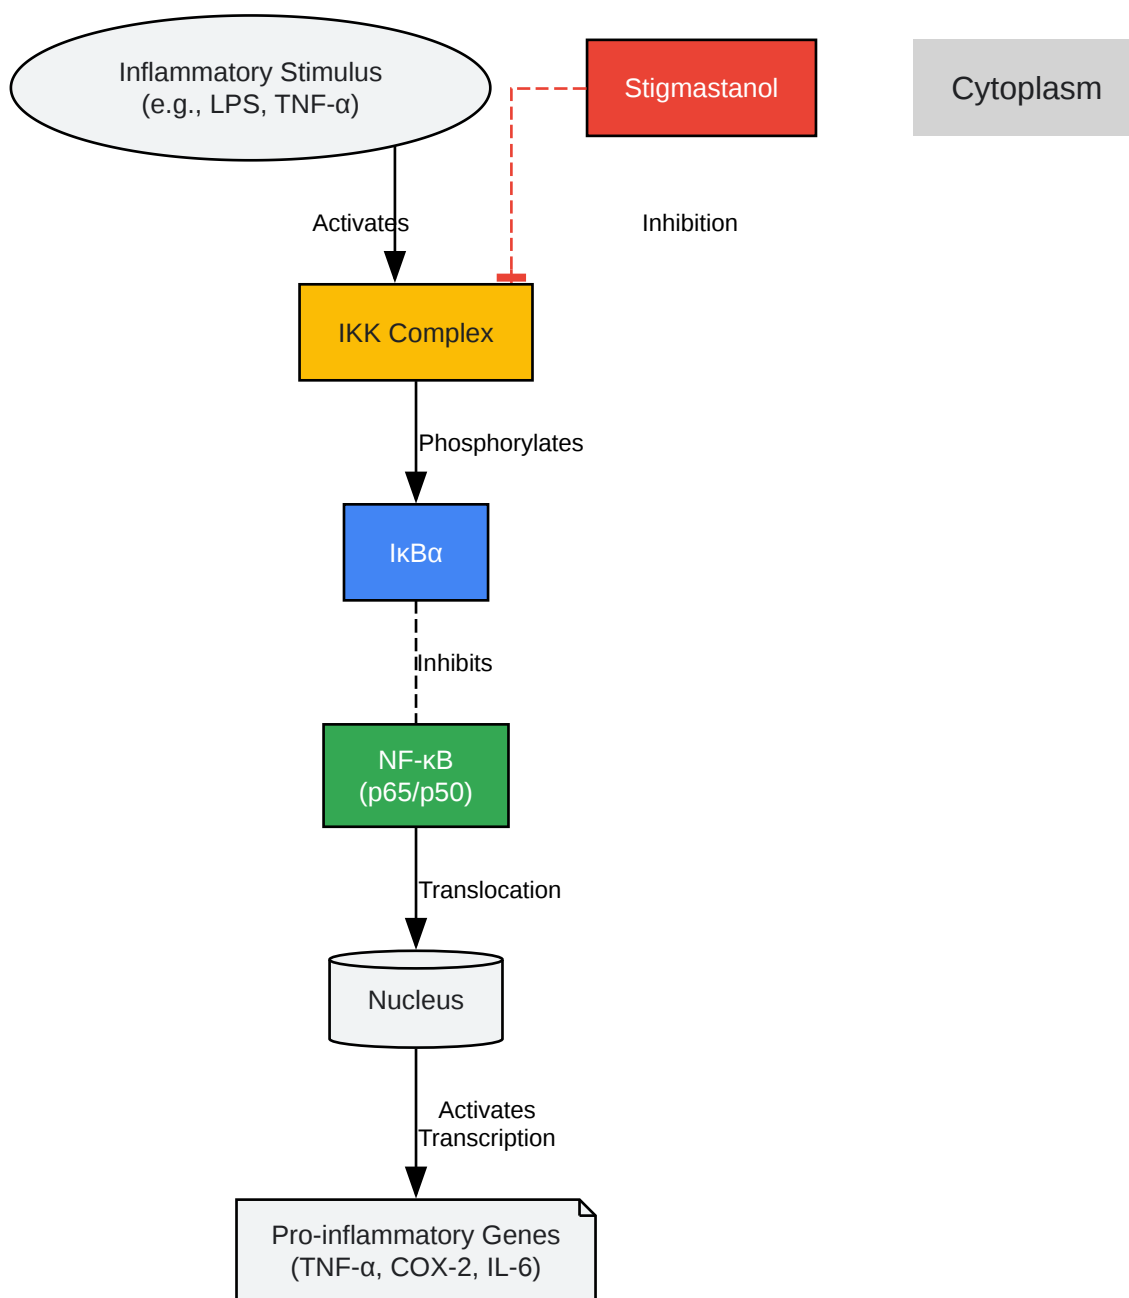 Inflammatory Stimulus
(e.g., LPS, TNF-α)
Stigmastanol
Cytoplasm
Activates
Inhibition
IKK Complex
Phosphorylates
IκBα
Inhibits
NF-κB
(p65/p50)
Translocation
Nucleus
Activates
Transcription
Pro-inflammatory Genes
(TNF-α, COX-2, IL-6)